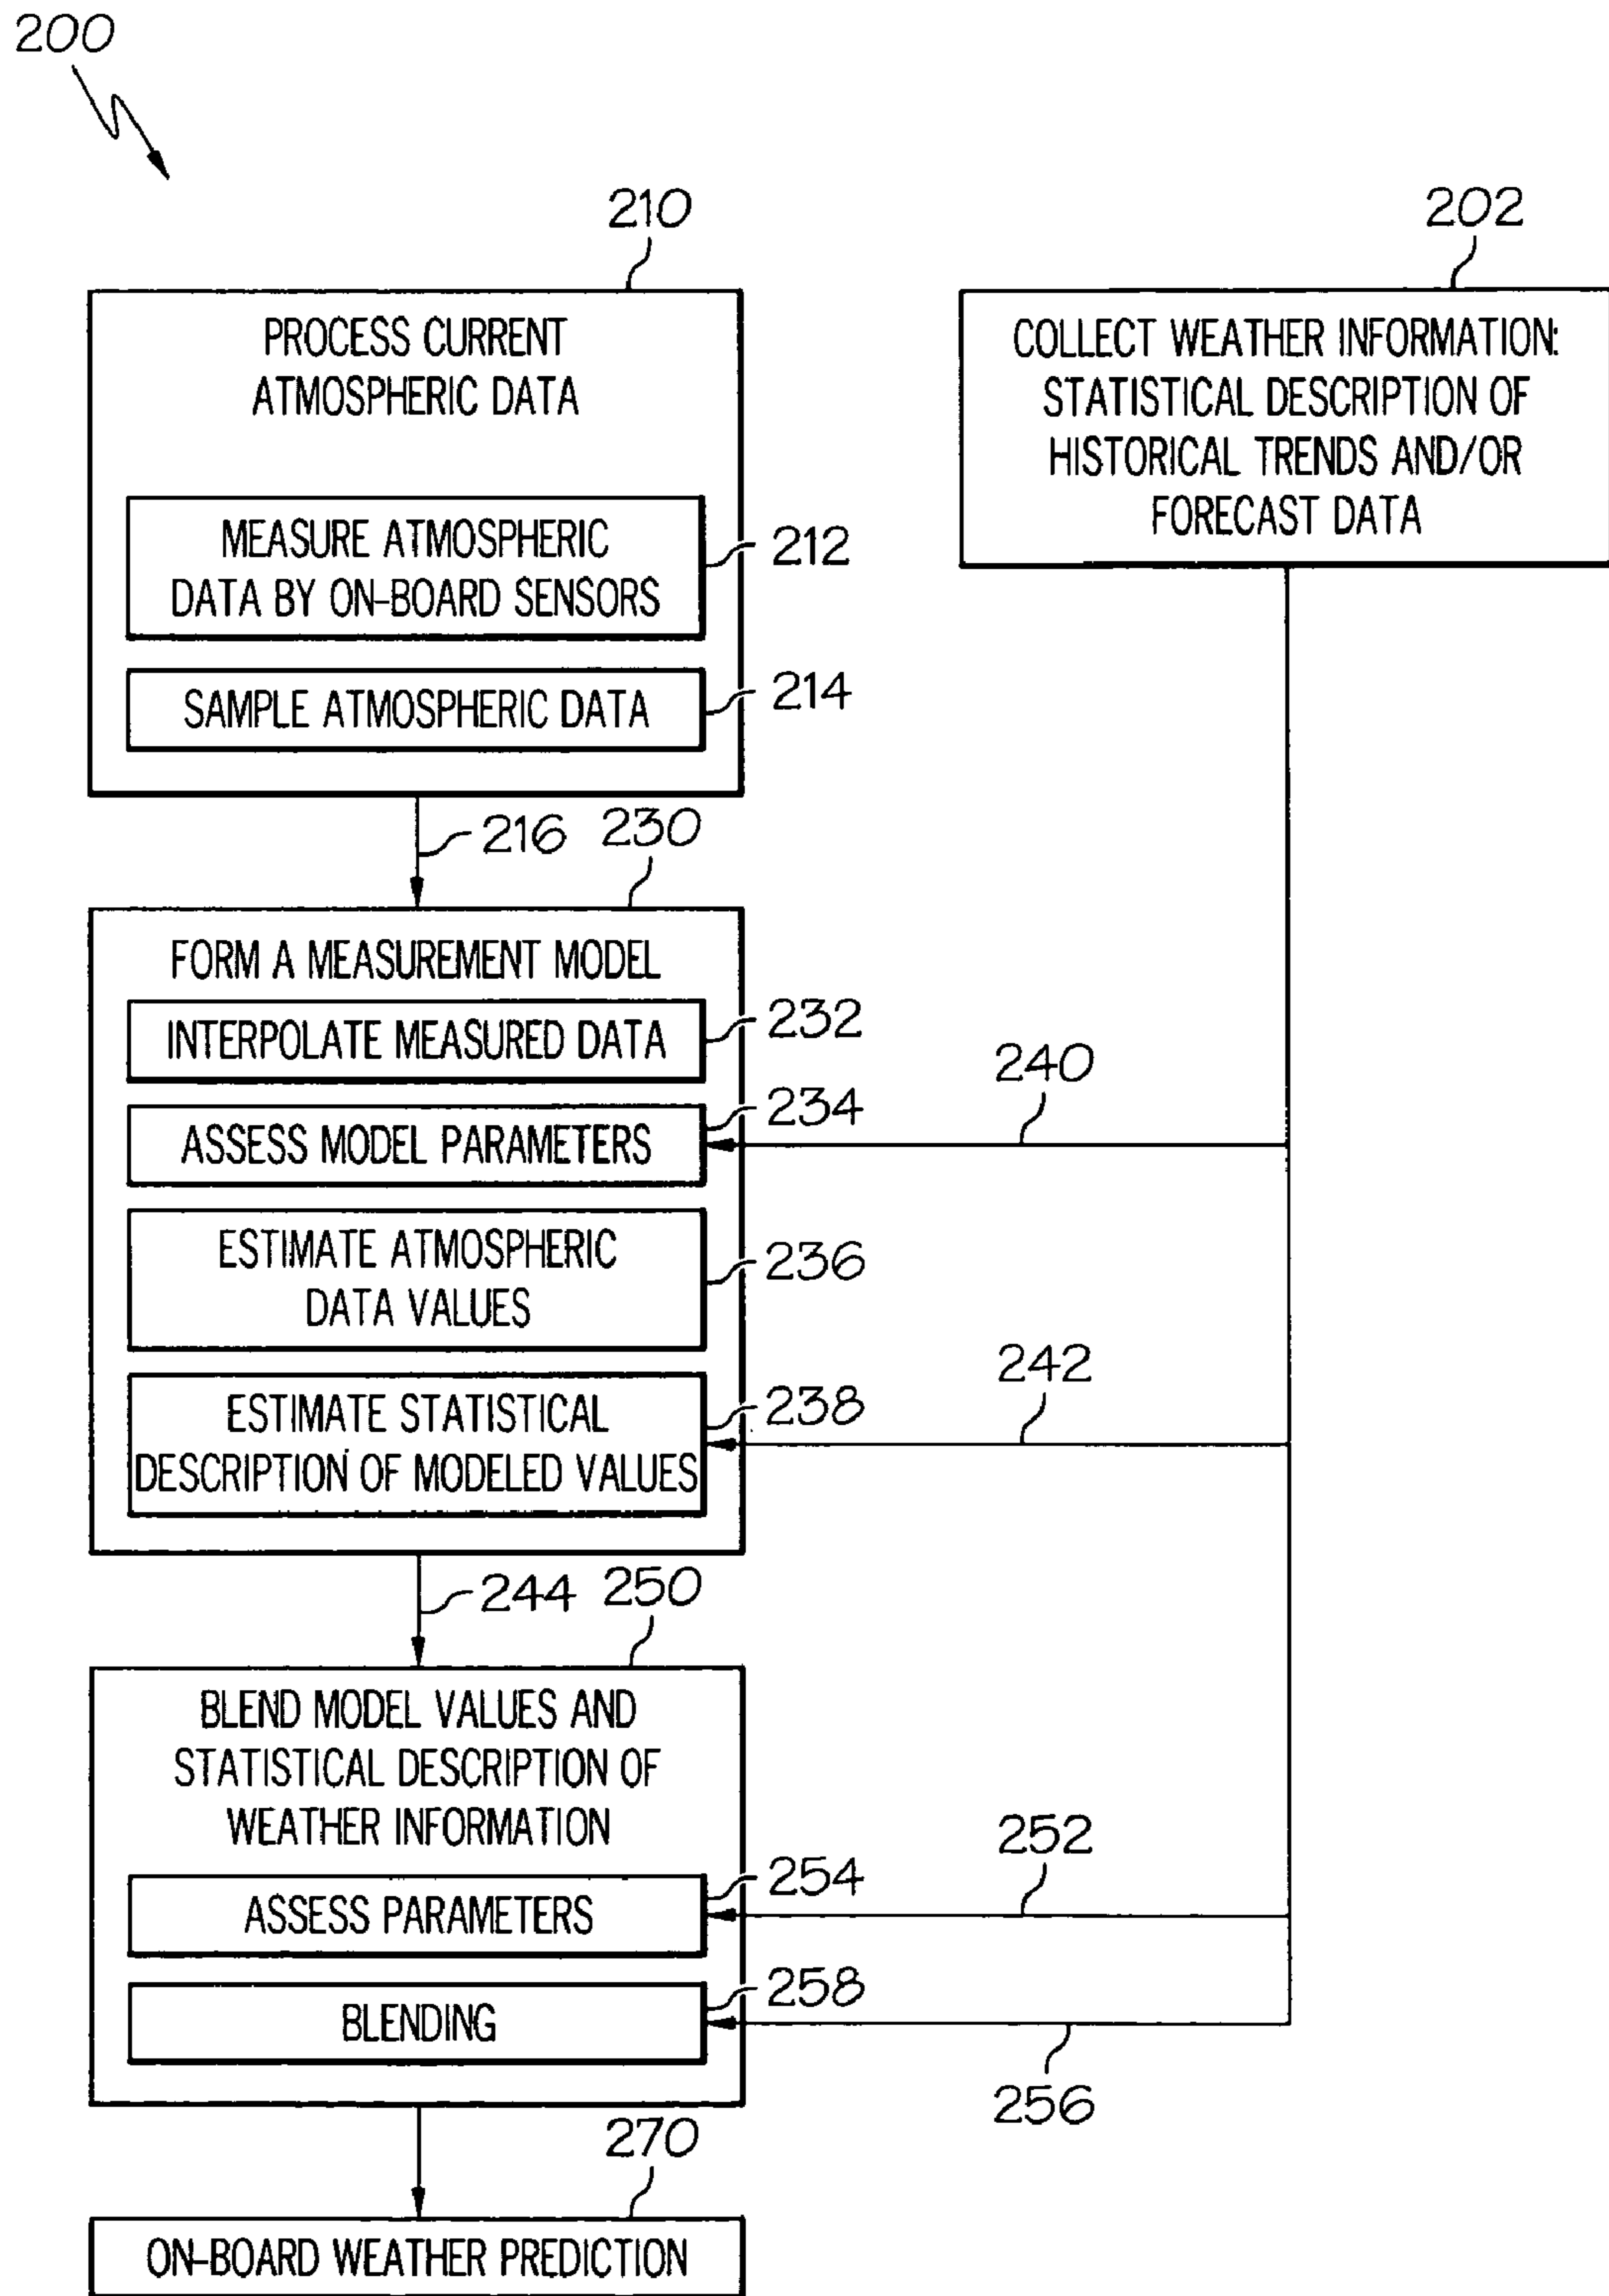 200
210
PROCESS CURRENT
ATMOSPHERIC DATA
MEASURE ATMOSPHERIC
DATA BY ON-BOARD SENSORS
212
SAMPLE ATMOSPHERIC DATA
214
202
COLLECT WEATHER INFORMATION:
STATISTICAL DESCRIPTION OF
HISTORICAL TRENDS AND/OR
FORECAST DATA
216
230
FORM A MEASUREMENT MODEL
INTERPOLATE MEASURED DATA
232
ASSESS MODEL PARAMETERS
234
240
ESTIMATE ATMOSPHERIC
DATA VALUES
236
ESTIMATE STATISTICAL
DESCRIPTION OF MODELED VALUES
238
242
244
250
BLEND MODEL VALUES AND
STATISTICAL DESCRIPTION OF
WEATHER INFORMATION
ASSESS PARAMETERS
254
252
BLENDING
258
256
270
ON-BOARD WEATHER PREDICTION